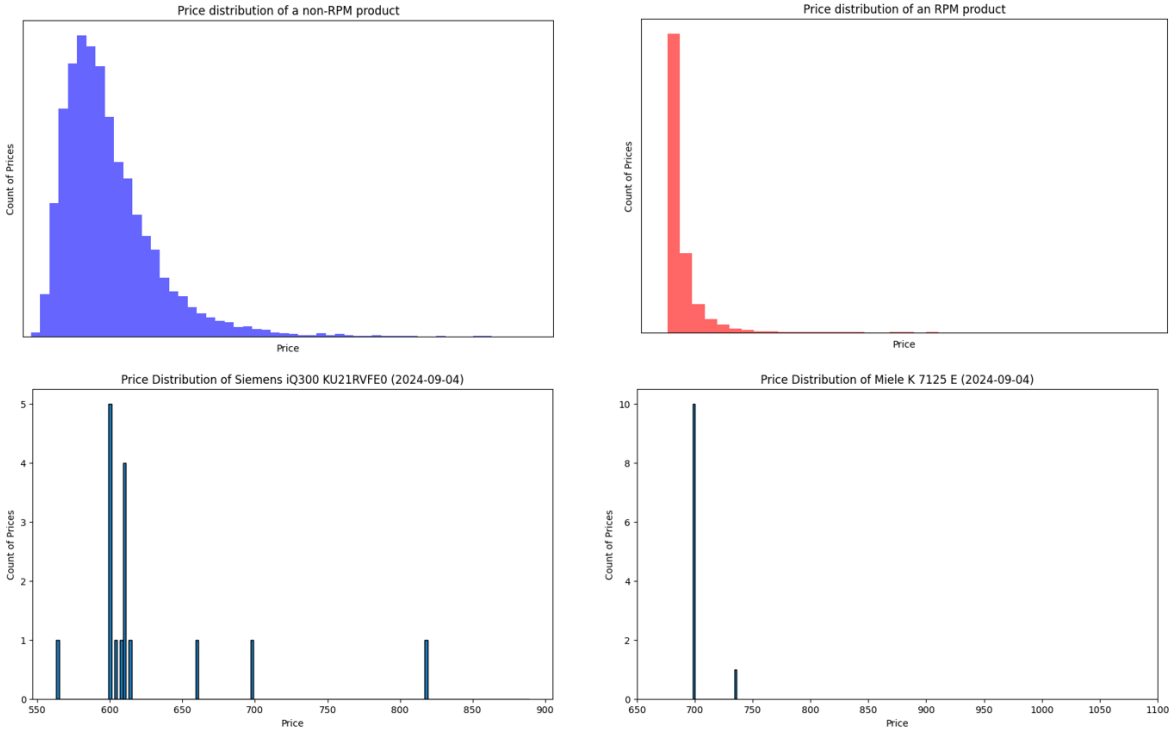 Price distribution of a non-RPM product
Count of Prices
Price
Price distribution of an RPM product
Count of Prices
Price
Price Distribution of Siemens iQ300 KU21RVFE0 (2024-09-04)
Count of Prices
5
4
3
2
1
0
550 600 650 700 750 800 850 900
Price
Price Distribution of Miele K 7125 E (2024-09-04)
Count of Prices
10
8
6
4
2
0
650 700 750 800 850 900 950 1000 1050 1100
Price